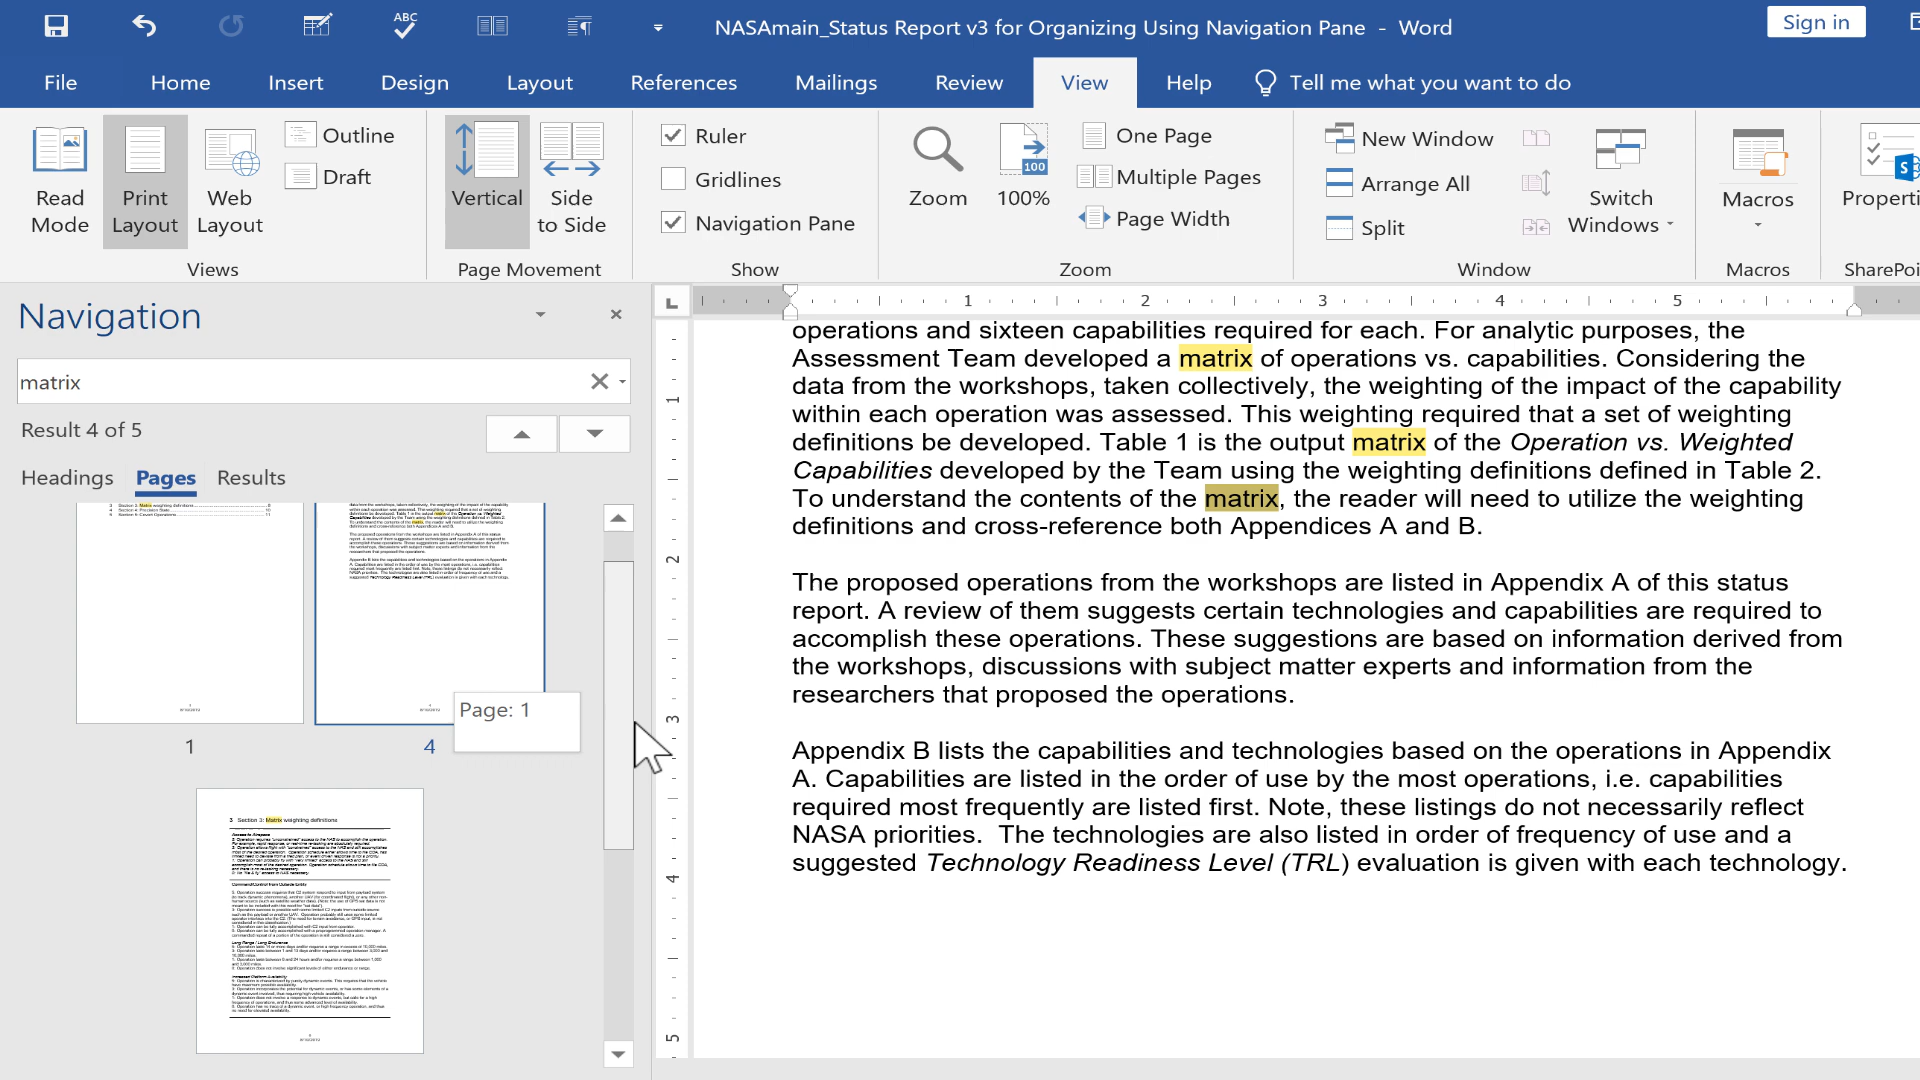 ABC
NASAmain_Status Report v3 for Organizing Using Navigation Pane - Word
Sign in
File Home Insert Design Layout References Mailings Review View Help Tell me what you want to do
Read Mode
Print Layout
Web Layout
Outline
Draft
Views
Vertical
Side to Side
Page Movement
Ruler
Gridlines
Navigation Pane
Show
Zoom
100
100%
One Page
Multiple Pages
Page Width
Zoom
New Window
Arrange All
Split
Switch Windows
Window
Macros
Macros
S
Properti
SharePoi
Navigation
matrix
Result 4 of 5
Headings Pages Results
1
4
Page: 1
3 Section 3: Matrix weighting definitions
L
1 2 3 4 5
1
2
3
4
5
operations and sixteen capabilities required for each. For analytic purposes, the
Assessment Team developed a matrix of operations vs. capabilities. Considering the
data from the workshops, taken collectively, the weighting of the impact of the capability
within each operation was assessed. This weighting required that a set of weighting
definitions be developed. Table 1 is the output matrix of the Operation vs. Weighted
Capabilities developed by the Team using the weighting definitions defined in Table 2.
To understand the contents of the matrix, the reader will need to utilize the weighting
definitions and cross-reference both Appendices A and B.
The proposed operations from the workshops are listed in Appendix A of this status
report. A review of them suggests certain technologies and capabilities are required to
accomplish these operations. These suggestions are based on information derived from
the workshops, discussions with subject matter experts and information from the
researchers that proposed the operations.
Appendix B lists the capabilities and technologies based on the operations in Appendix
A. Capabilities are listed in the order of use by the most operations, i.e. capabilities
required most frequently are listed first. Note, these listings do not necessarily reflect
NASA priorities. The technologies are also listed in order of frequency of use and a
suggested Technology Readiness Level (TRL) evaluation is given with each technology.